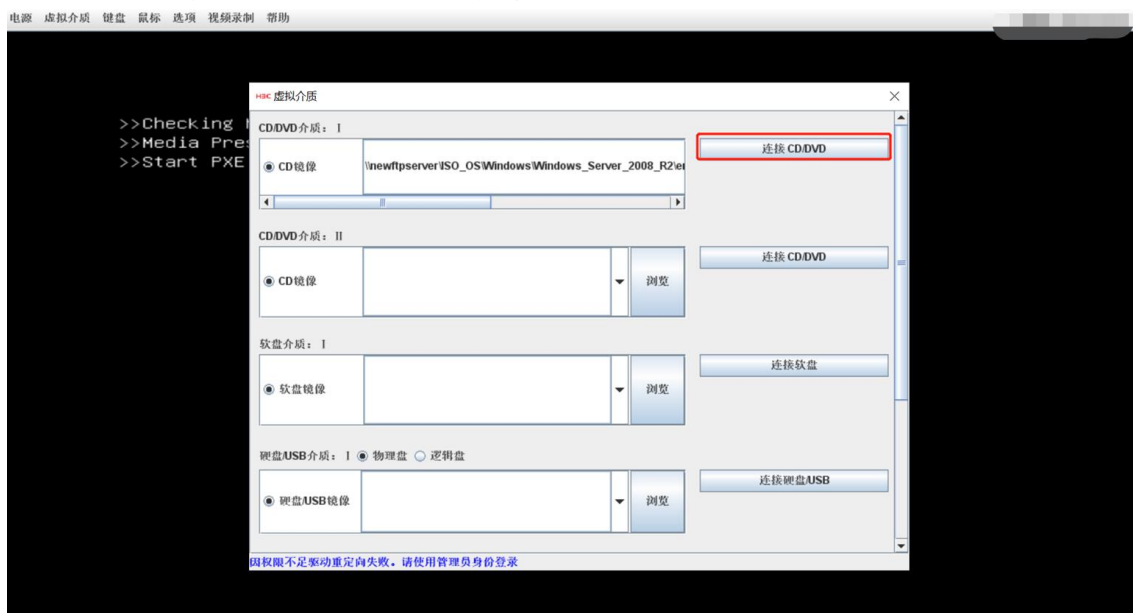 电源 虚拟介质 键盘 鼠标 选项 视频录制 帮助
H3C 虚拟介质
>>Checking
>>Media
>>Start PXE
CD/DVD介质： I
连接 CD/DVD
CD镜像 \\newftpserver\ISO_OS\Windows\Windows_Server_2008_R2\
CD/DVD介质： II
连接 CD/DVD
CD镜像 浏览
软盘介质： I
连接软盘
软盘镜像 浏览
硬盘/USB介质： I 物理盘 逻辑盘
连接硬盘/USB
硬盘/USB镜像 浏览
因权限不足驱动重定向失败。请使用管理员身份登录